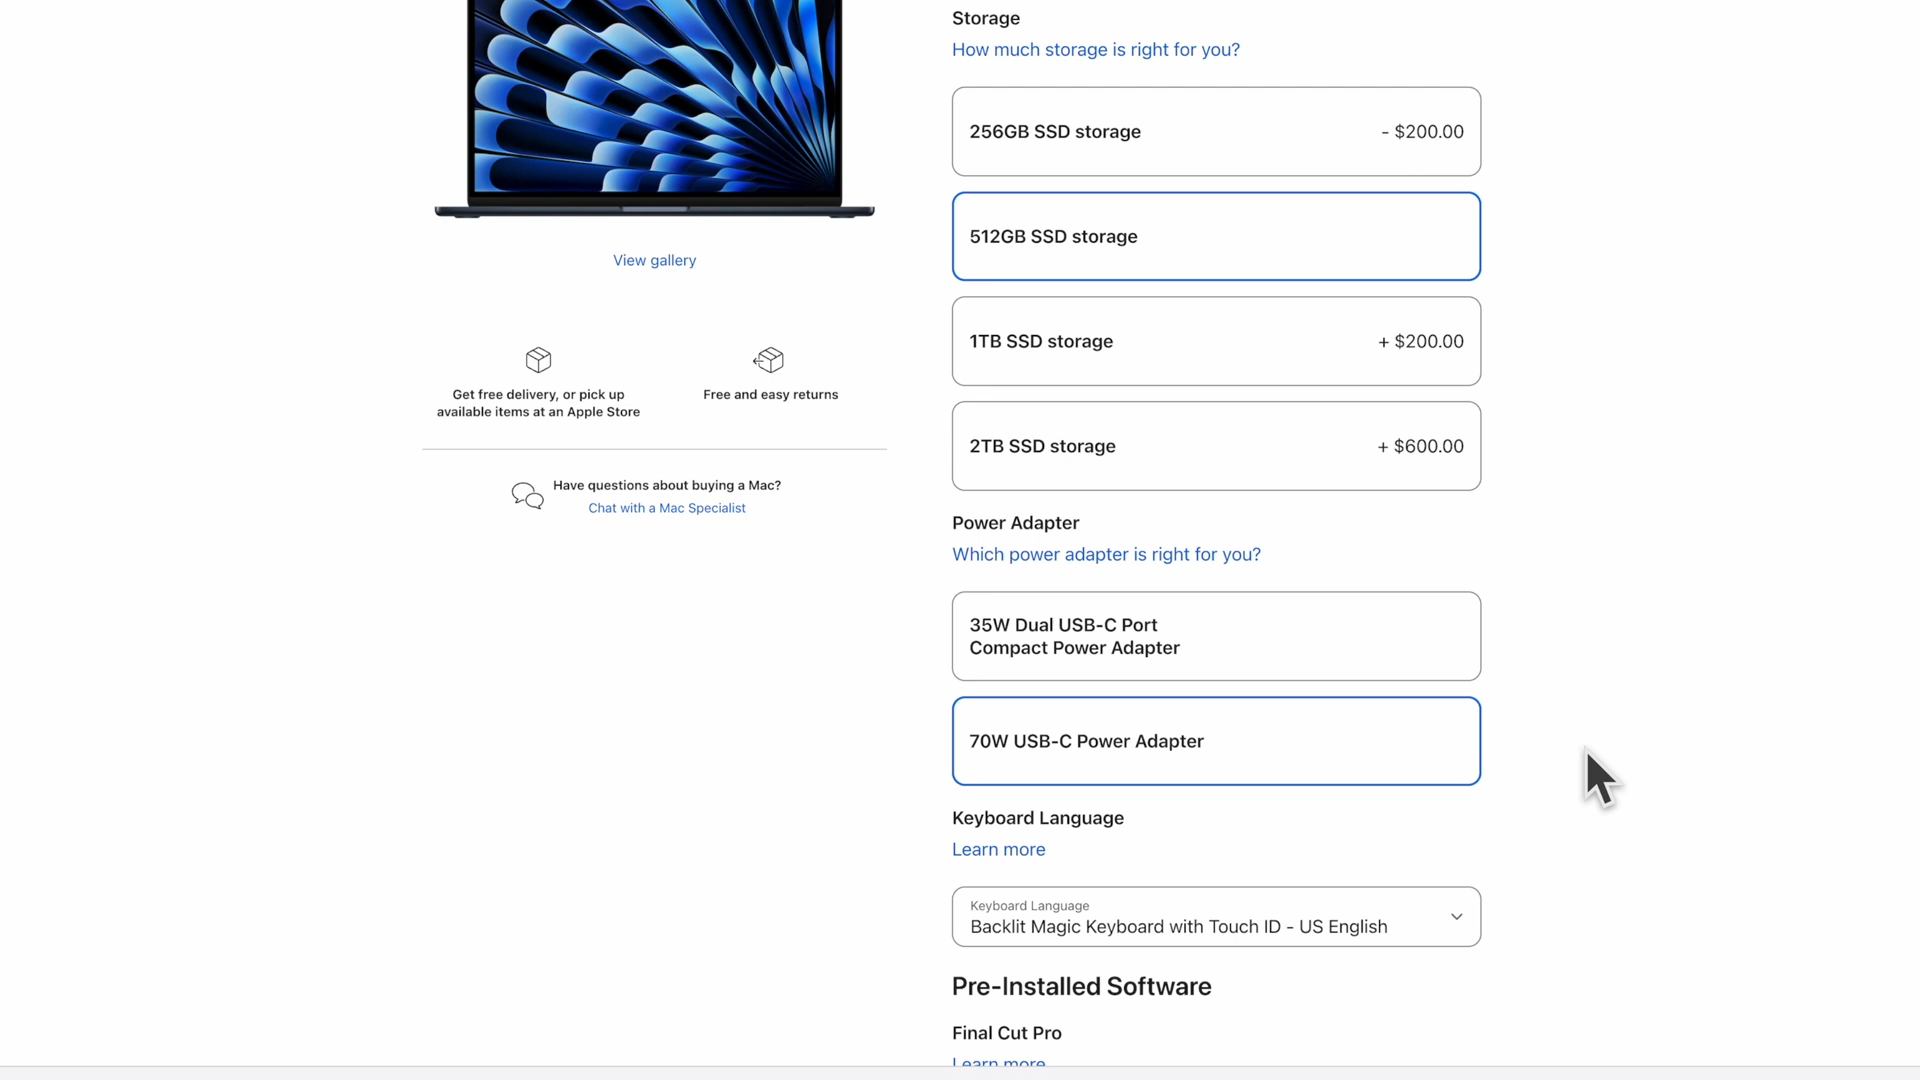 Storage
How much storage is right for you?
256GB SSD storage - $200.00
512GB SSD storage
1TB SSD storage + $200.00
2TB SSD storage + $600.00
View gallery
Get free delivery, or pick up
available items at an Apple Store
Free and easy returns
Have questions about buying a Mac?
Chat with a Mac Specialist
Power Adapter
Which power adapter is right for you?
35W Dual USB-C Port
Compact Power Adapter
70W USB-C Power Adapter
Keyboard Language
Learn more
Keyboard Language
Backlit Magic Keyboard with Touch ID - US English
Pre-Installed Software
Final Cut Pro
Learn more